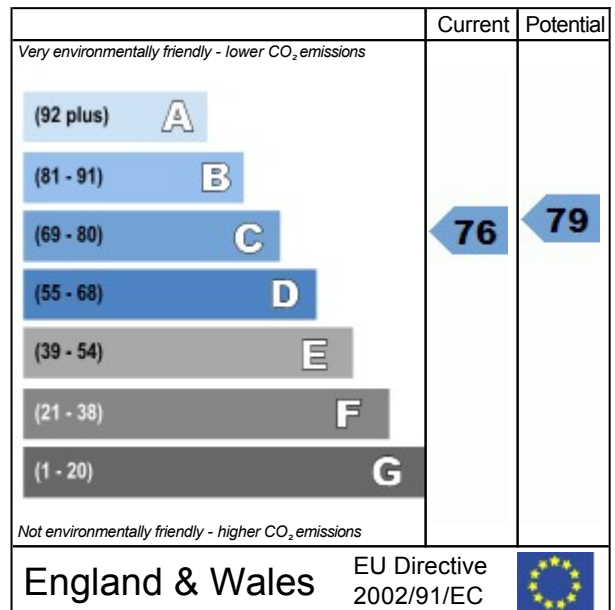 Current Potential
Very environmentally friendly - lower CO₂ emissions
(92 plus) A
(81 - 91) B
(69 - 80) C
76 79
(55 - 68) D
(39 - 54) E
(21 - 38) F
(1 - 20) G
Not environmentally friendly - higher CO₂ emissions
England & Wales
EU Directive
2002/91/EC